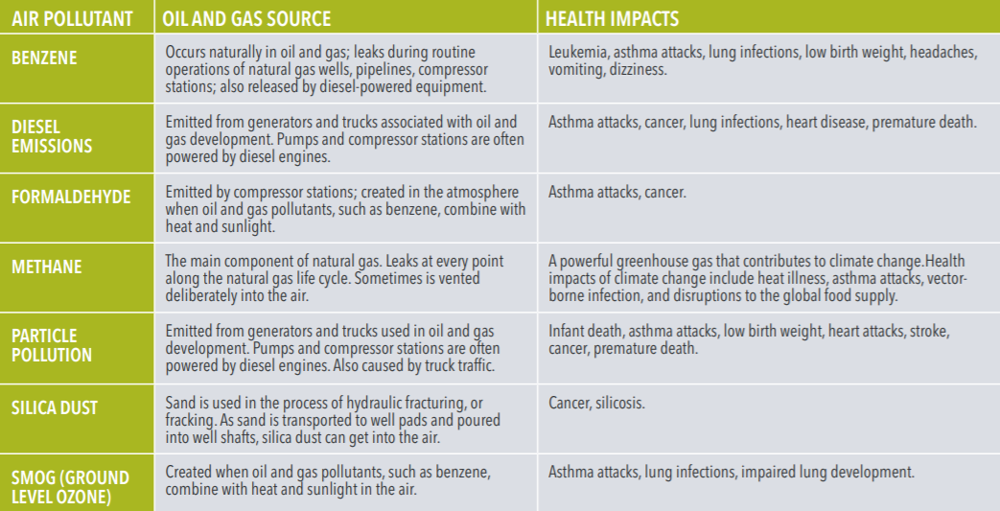 AIR POLLUTANT
OIL AND GAS SOURCE
HEALTH IMPACTS
BENZENE
Occurs naturally in oil and gas; leaks during routine
operations of natural gas wells, pipelines, compressor
stations; also released by diesel-powered equipment.
Leukemia, asthma attacks, lung infections, low birth weight, headaches,
vomiting, dizziness.
DIESEL
EMISSIONS
Emitted from generators and trucks associated with oil and
gas development. Pumps and compressor stations are often
powered by diesel engines.
Asthma attacks, cancer, lung infections, heart disease, premature death.
FORMALDEHYDE
Emitted by compressor stations; created in the atmosphere
when oil and gas pollutants, such as benzene, combine with
heat and sunlight.
Asthma attacks, cancer.
METHANE
The main component of natural gas. Leaks at every point
along the natural gas life cycle. Sometimes is vented
deliberately into the air.
A powerful greenhouse gas that contributes to climate change.Health
impacts of climate change include heat illness, asthma attacks, vector-
borne infection, and disruptions to the global food supply.
PARTICLE
POLLUTION
Emitted from generators and trucks used in oil and gas
development. Pumps and compressor stations are often
powered by diesel engines. Also caused by truck traffic.
Infant death, asthma attacks, low birth weight, heart attacks, stroke,
cancer, premature death.
SILICA DUST
Sand is used in the process of hydraulic fracturing, or
fracking. As sand is transported to well pads and poured
into well shafts, silica dust can get into the air.
Cancer, silicosis.
SMOG (GROUND
LEVEL OZONE)
Created when oil and gas pollutants, such as benzene,
combine with heat and sunlight in the air.
Asthma attacks, lung infections, impaired lung development.